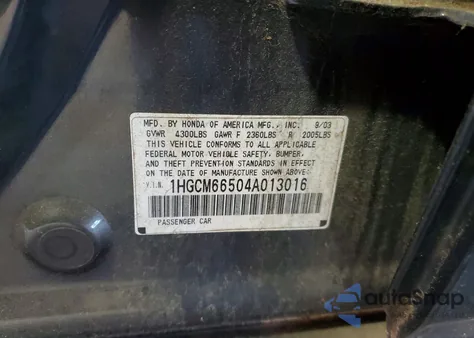 MFD. BY HONDA OF AMERICA MFG., INC. 9/03
GVWR 4300LBS GAWR F 2360LBS R 2005LBS
THIS VEHICLE CONFORMS TO ALL APPLICABLE
FEDERAL MOTOR VEHICLE SAFETY, BUMPER,
AND THEFT PREVENTION STANDARDS IN EFFECT
ON THE DATE OF MANUFACTURE SHOWN ABOVE.
V.I.N. 1HGCM66504A013016
PASSENGER CAR
autoSnap